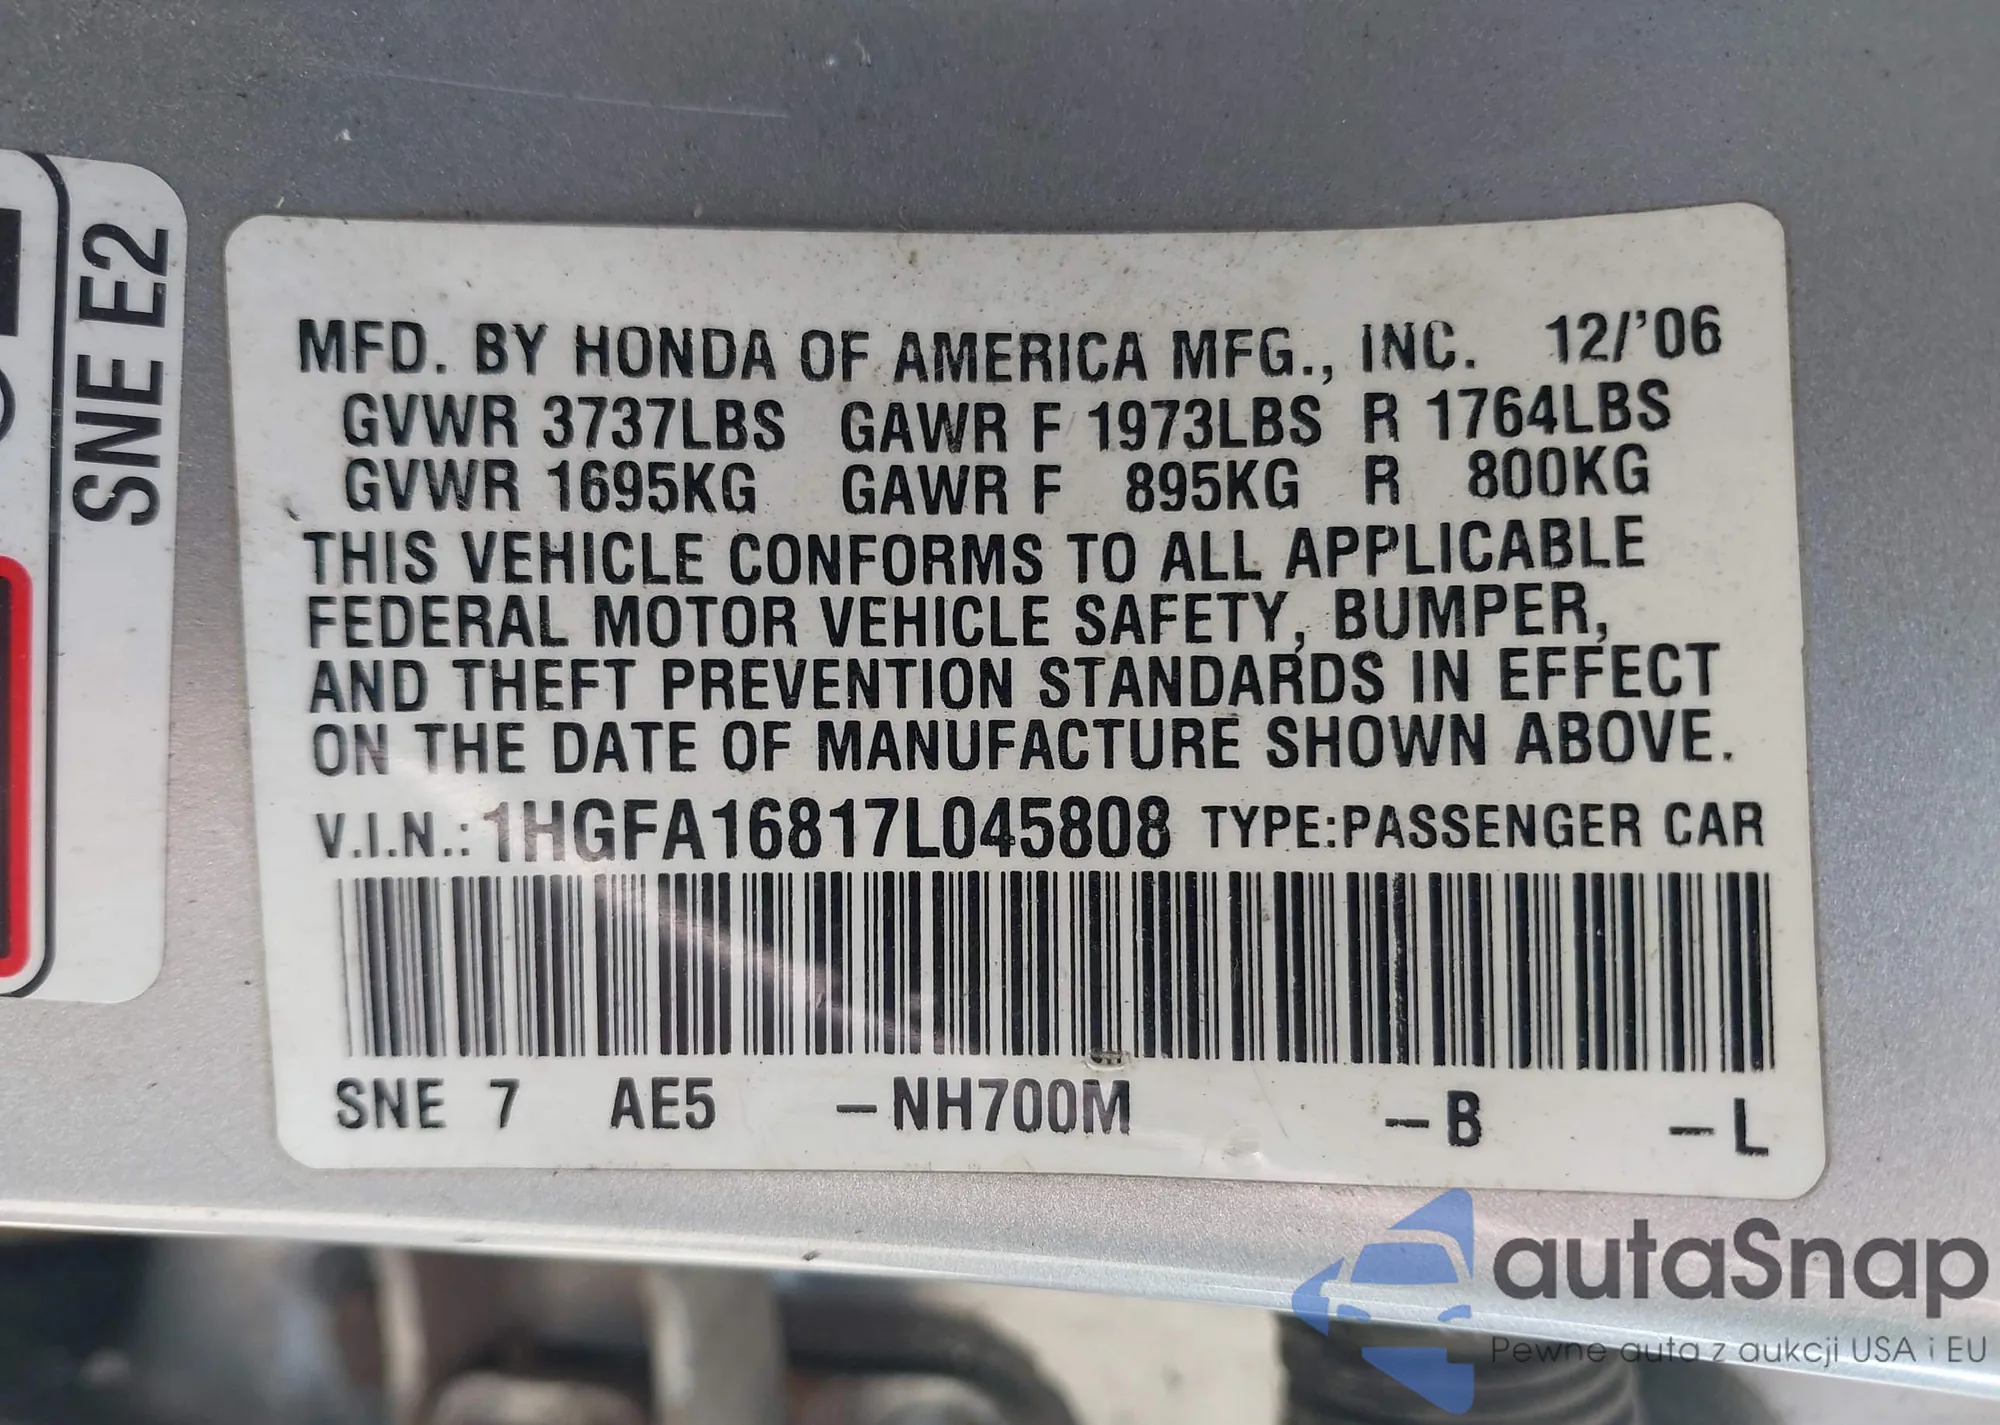 SNE E2
MFD. BY HONDA OF AMERICA MFG., INC. 12/'06
GVWR 3737LBS GAWR F 1973LBS R 1764LBS
GVWR 1695KG GAWR F 895KG R 800KG
THIS VEHICLE CONFORMS TO ALL APPLICABLE
FEDERAL MOTOR VEHICLE SAFETY, BUMPER,
AND THEFT PREVENTION STANDARDS IN EFFECT
ON THE DATE OF MANUFACTURE SHOWN ABOVE.
V.I.N.: 1HGFA16817L045808 TYPE:PASSENGER CAR
SNE 7 AE5 –NH700M –B –L
autaSnap
Pewne auta z aukcji USA i EU